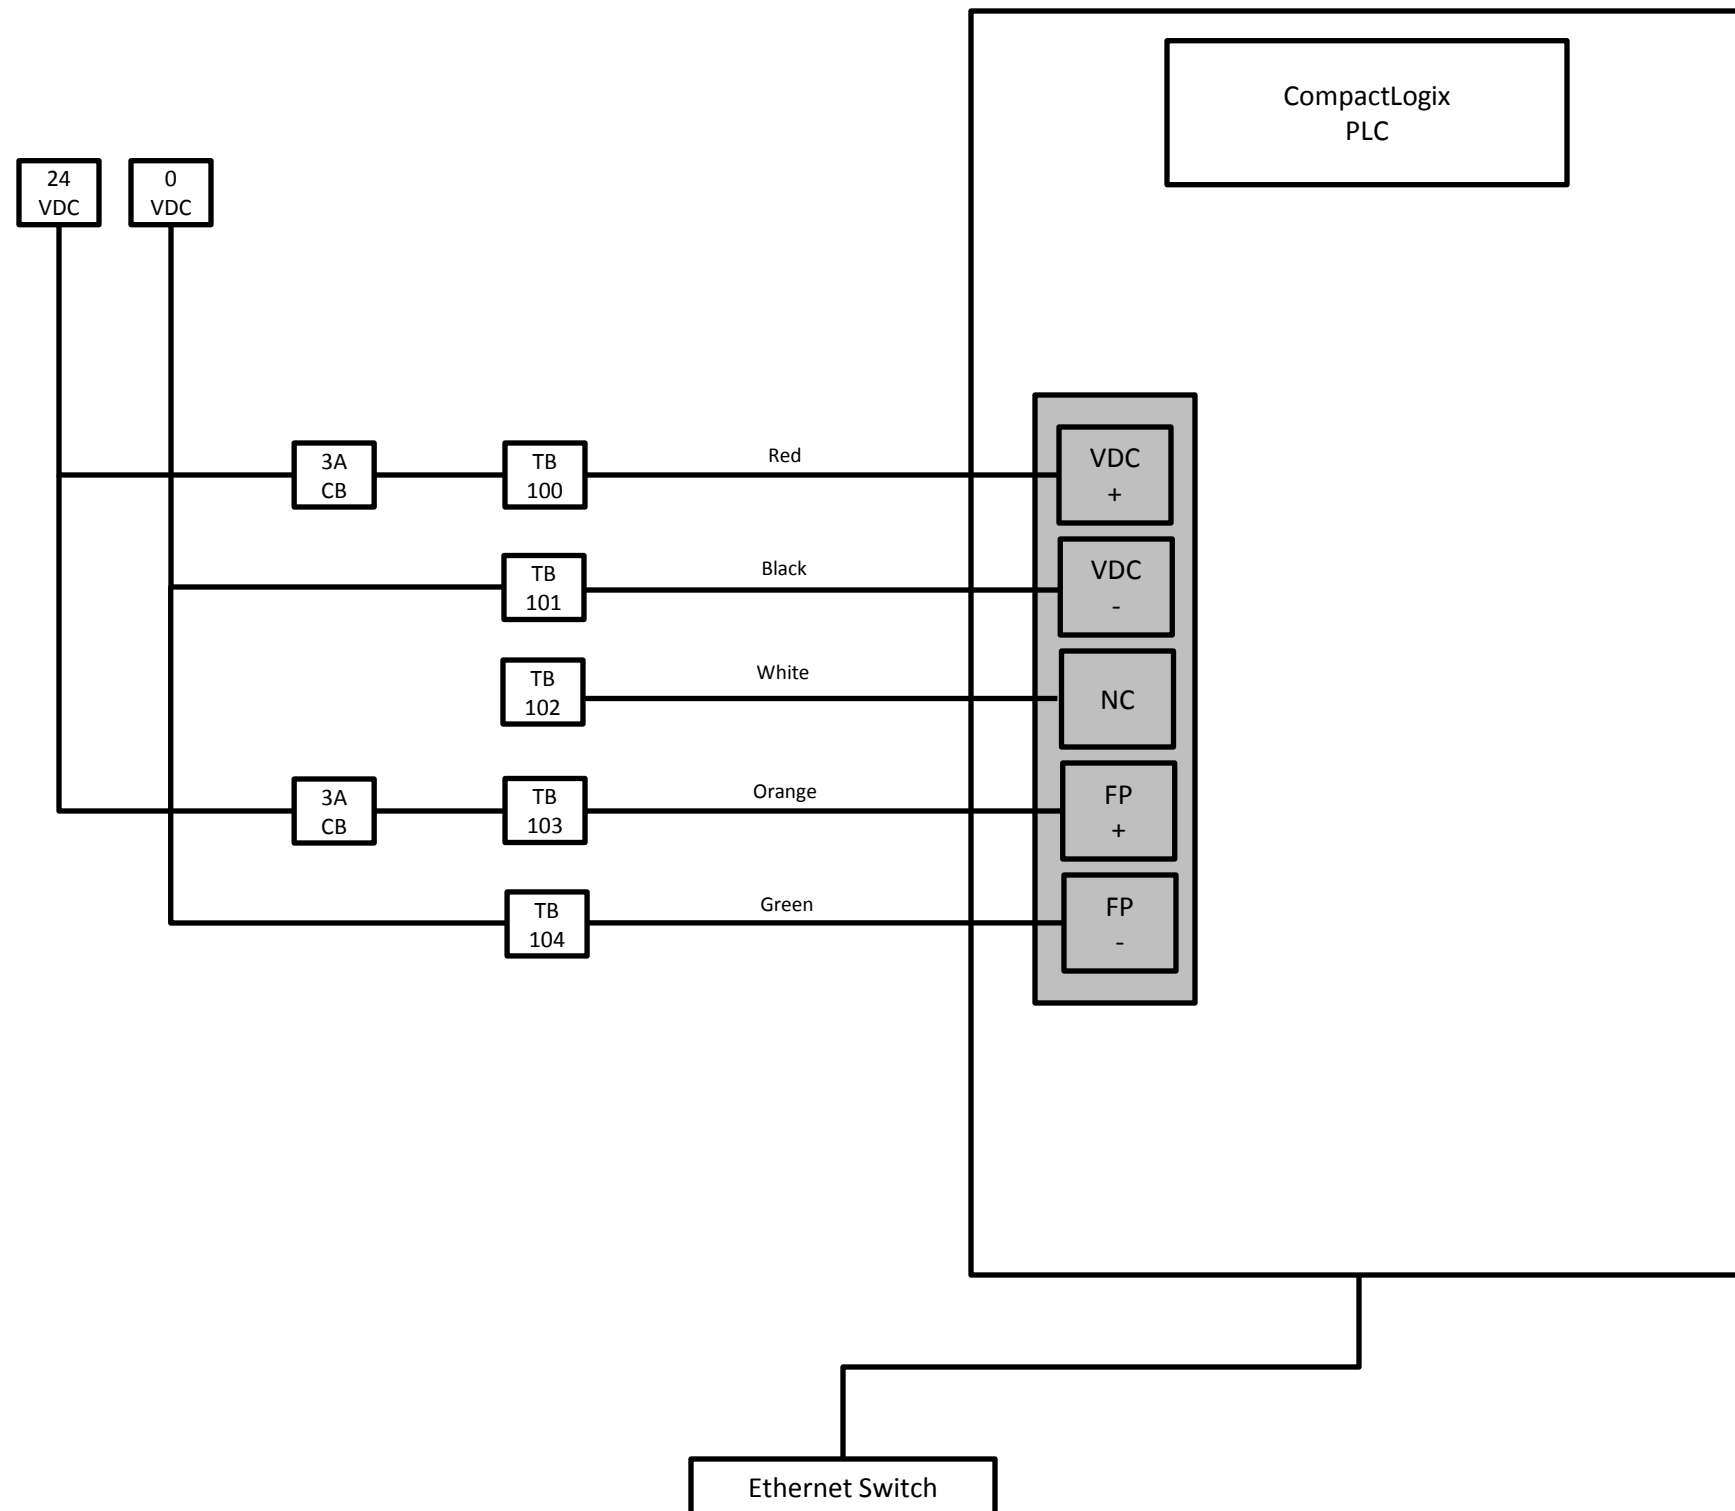 CompactLogix
PLC
24
VDC
0
VDC
3A
CB
TB
100
Red
VDC
+
TB
101
Black
VDC
-
TB
102
White
NC
3A
CB
TB
103
Orange
FP
+
TB
104
Green
FP
-
Ethernet Switch